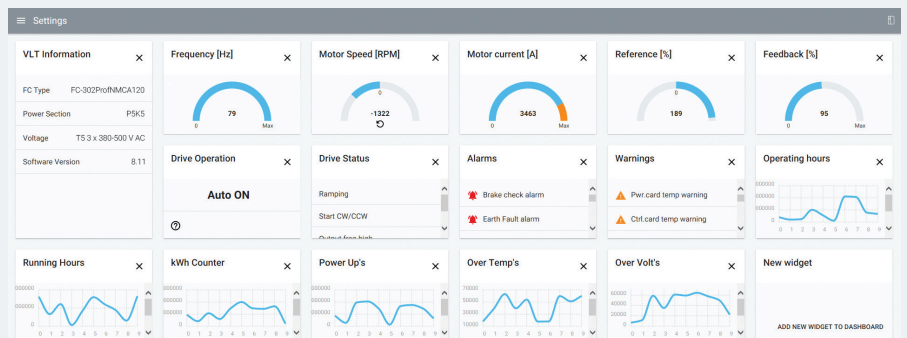 Settings
VLT Information
FC Type FC-302ProfNMCA120
Power Section P5K5
Voltage T5 3 x 380-500 V AC
Software Version 8.11
Frequency [Hz]
79
0 Max
Motor Speed [RPM]
0
-1322
Motor current [A]
3463
0 Max
Reference [%]
0
189
Feedback [%]
95
0 Max
Drive Operation
Auto ON
Drive Status
Ramping
Start CW/CCW
Output freq high
Alarms
Brake check alarm
Earth Fault alarm
Warnings
Pwr.card temp warning
Ctrl.card temp warning
Operating hours
0
0 1 2 3 4 5 6 7 8 9
Running Hours
0
0 1 2 3 4 5 6 7 8 9
kWh Counter
0
0 1 2 3 4 5 6 7 8 9
Power Up's
0
0 1 2 3 4 5 6 7 8 9
Over Temp's
70000
50000
30000
10000
0 1 2 3 4 5 6 7 8 9
Over Volt's
60000
40000
20000
0
0 1 2 3 4 5 6 7 8 9
New widget
ADD NEW WIDGET TO DASHBOARD